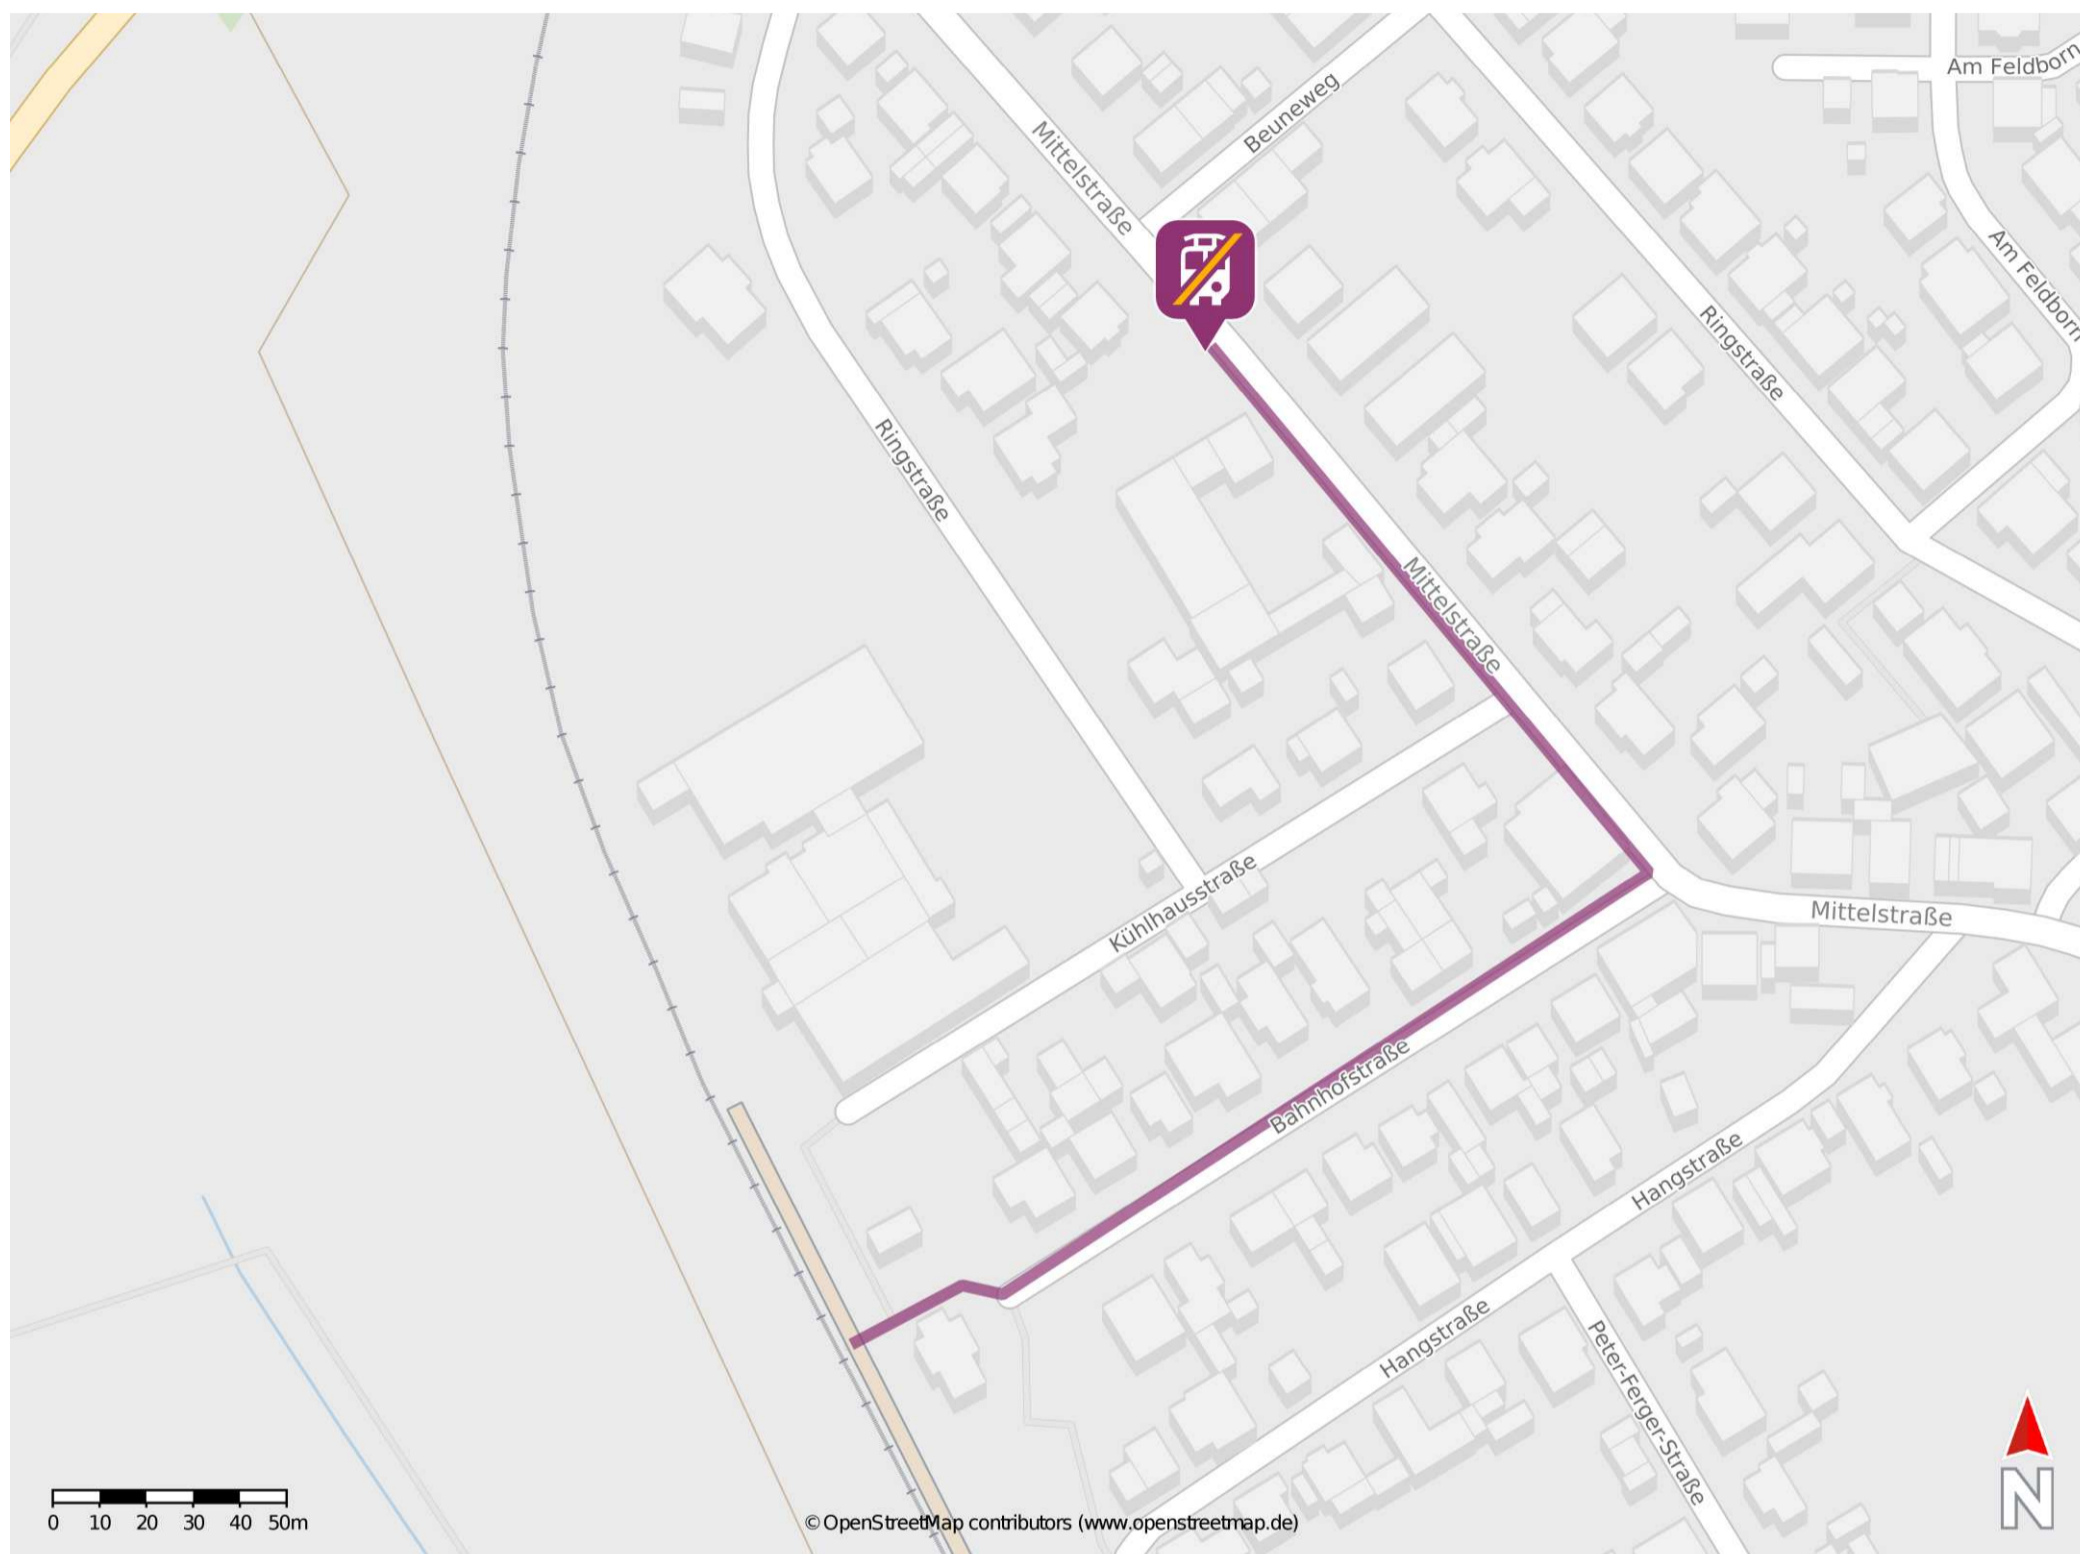 Am Feldborn
Beuneweg
Mittelstraße
Am Feldborn
Ringstraße
Ringstraße
Mittelstraße
Kühlhausstraße
Mittelstraße
Bahnhofstraße
Hangstraße
Hangstraße
Peter-Ferger-Straße
N
0 10 20 30 40 50m
© OpenStreetMap contributors (www.openstreetmap.de)